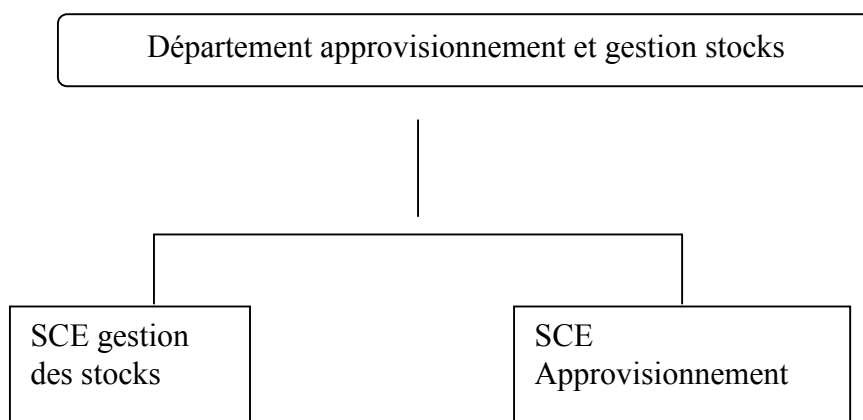 Département approvisionnement et gestion stocks
SCE gestion
des stocks
SCE
Approvisionnement